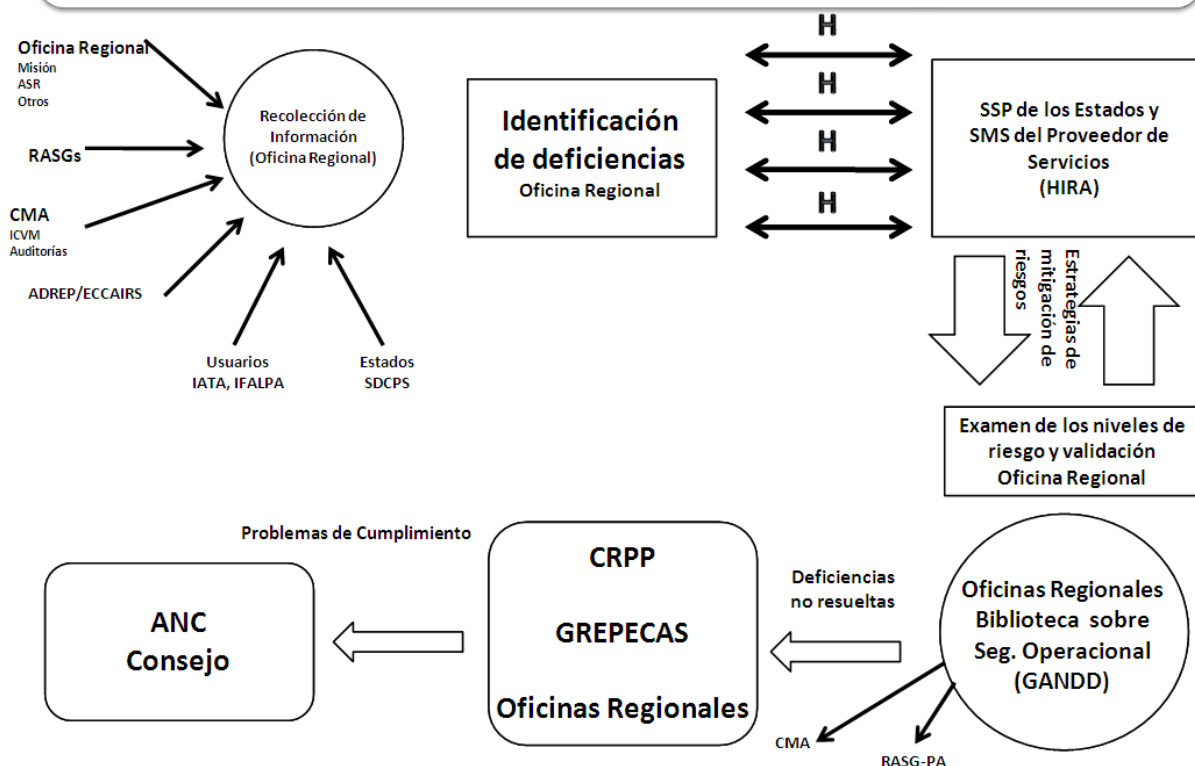 Oficina Regional
Misión
ASR
Otros
RASGs
CMA
ICVM
Auditorías
ADREP/ECCAIRS
Usuarios
IATA, IFALPA
Estados
SDCPS
Recolección de
Información
(Oficina Regional)
Identificación
de deficiencias
Oficina Regional
H
H
H
H
SSP de los Estados y
SMS del Proveedor de
Servicios
(HIRA)
Estrategias de
mitigación de
riesgos
Examen de los niveles de
riesgo y validación
Oficina Regional
Oficinas Regionales
Biblioteca sobre
Seg. Operacional
(GANDD)
CMA
RASG-PA
Deficiencias
no resueltas
CRPP
GREPECAS
Oficinas Regionales
Problemas de Cumplimiento
ANC
Consejo